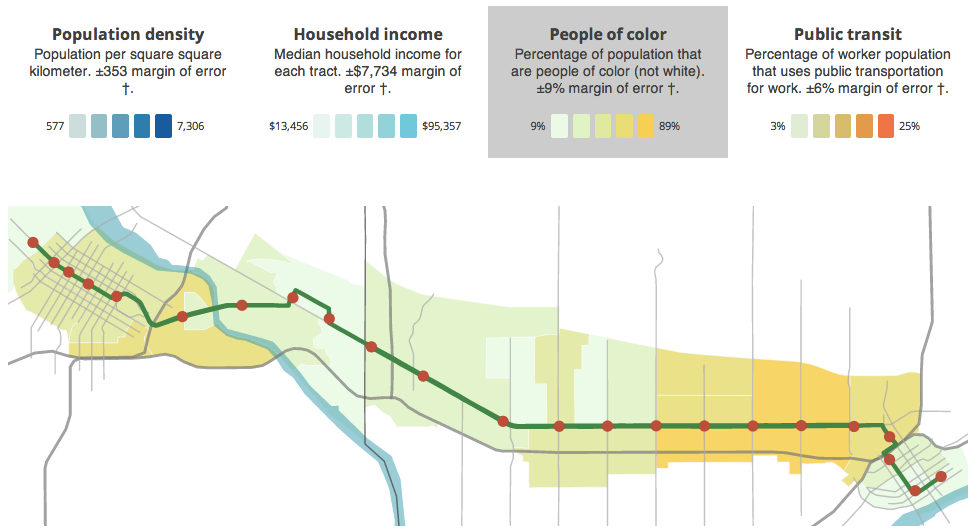 Population density
Population per square square
kilometer. ±353 margin of error
†.
577
7,306
Household income
Median household income for
each tract. ±$7,734 margin of
error †.
$13,456
$95,357
People of color
Percentage of population that
are people of color (not white).
±9% margin of error †.
9%
89%
Public transit
Percentage of worker population
that uses public transportation
for work. ±6% margin of error †.
3%
25%